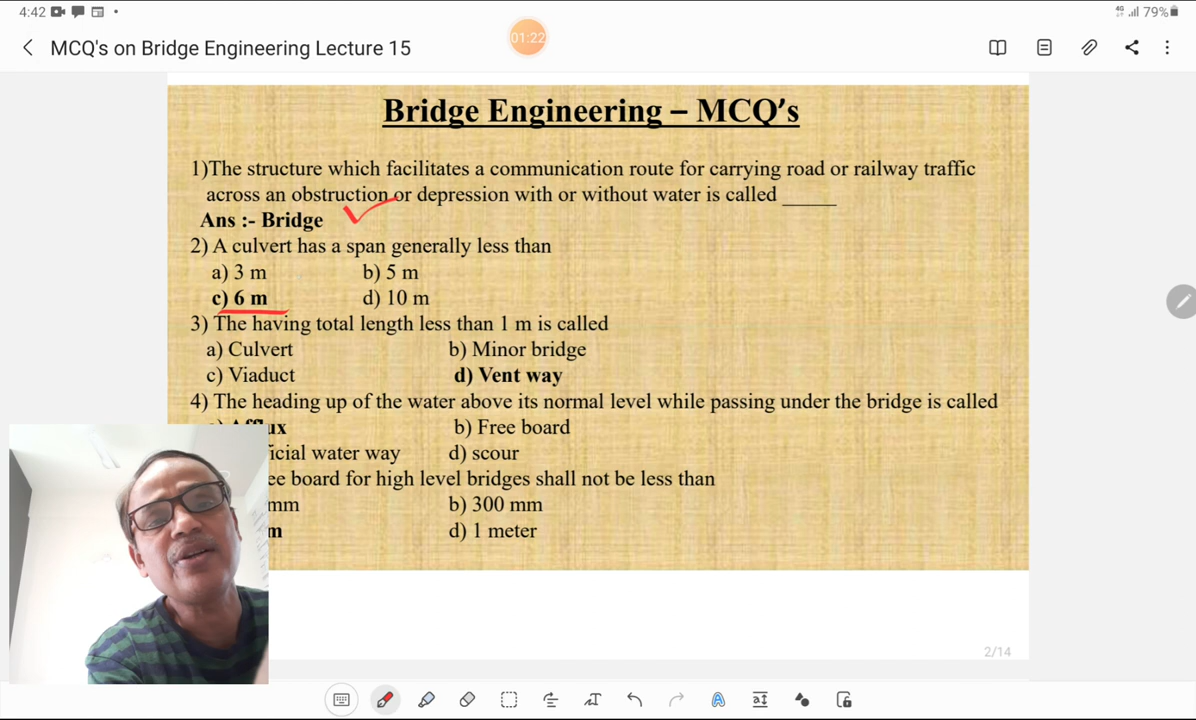 4:42
4G 79%
MCQ's on Bridge Engineering Lecture 15
01:22
Bridge Engineering – MCQ's
1)The structure which facilitates a communication route for carrying road or railway traffic
across an obstruction or depression with or without water is called _____
Ans :- Bridge
2) A culvert has a span generally less than
a) 3 m b) 5 m
c) 6 m d) 10 m
3) The having total length less than 1 m is called
a) Culvert b) Minor bridge
c) Viaduct d) Vent way
4) The heading up of the water above its normal level while passing under the bridge is called
b) Free board
icial water way d) scour
ee board for high level bridges shall not be less than
mm b) 300 mm
m d) 1 meter
2/14